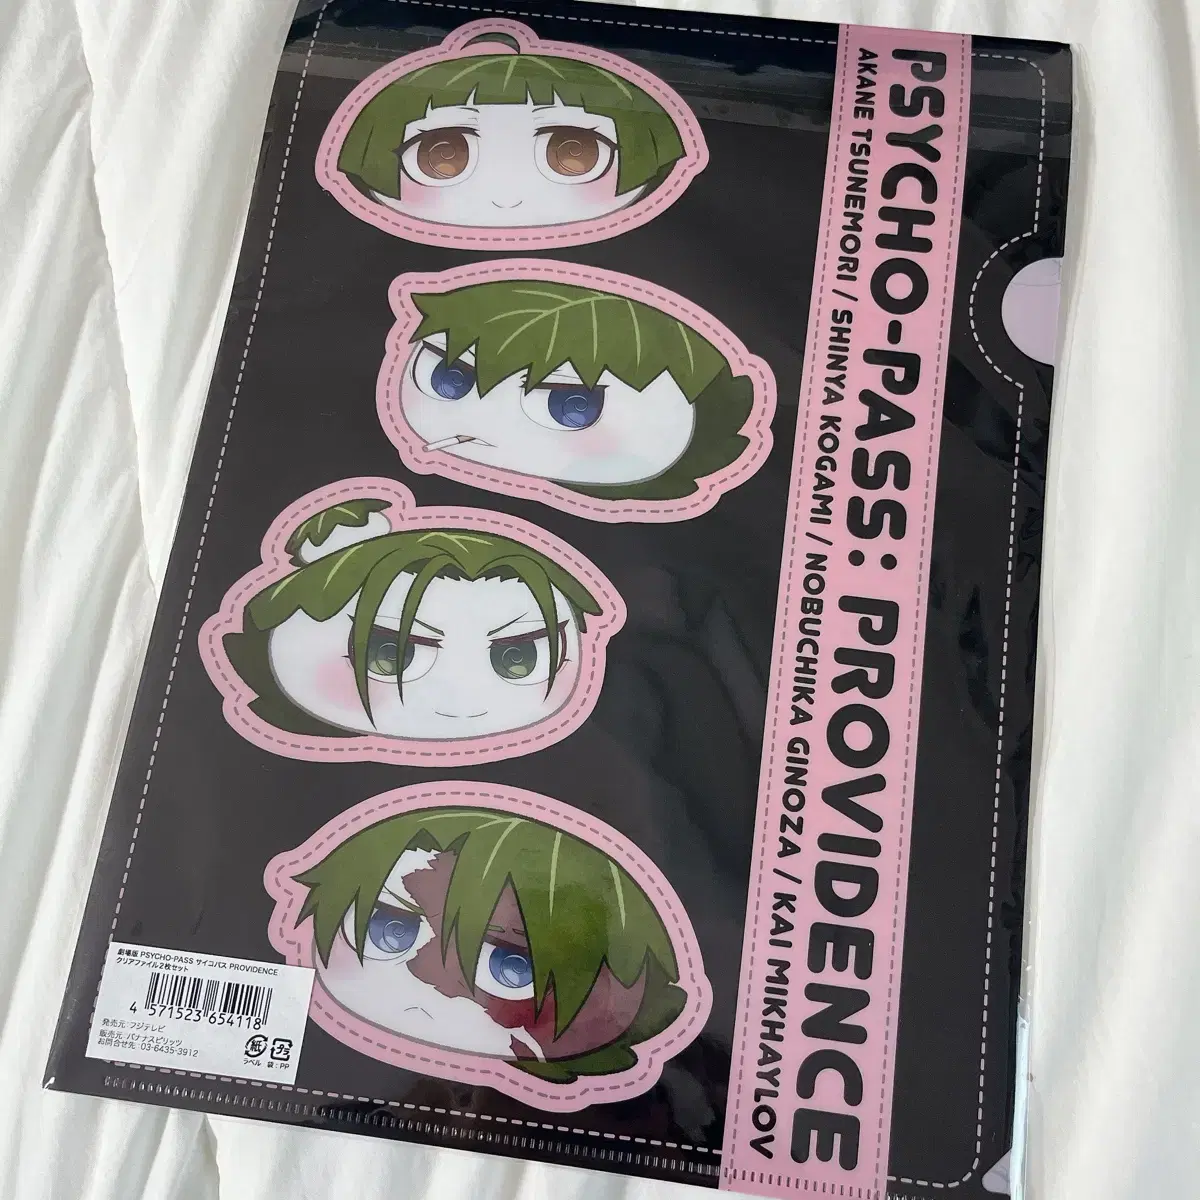 PSYCHO-PASS: PROVIDENCE
AKANE TSUNEMORI / SHINYA KOGAMI / NOBUCHIKA GINOZA / KAI MIKHAYLOV
劇場版 PSYCHO-PASS サイコパス PROVIDENCE
クリアファイル2枚セット
4 571523 654118
発売元:フジテレビ
販売元:バナナスピリッツ
お問合せ先:03-6435-3912
紙 プラ
ラベル 袋:PP